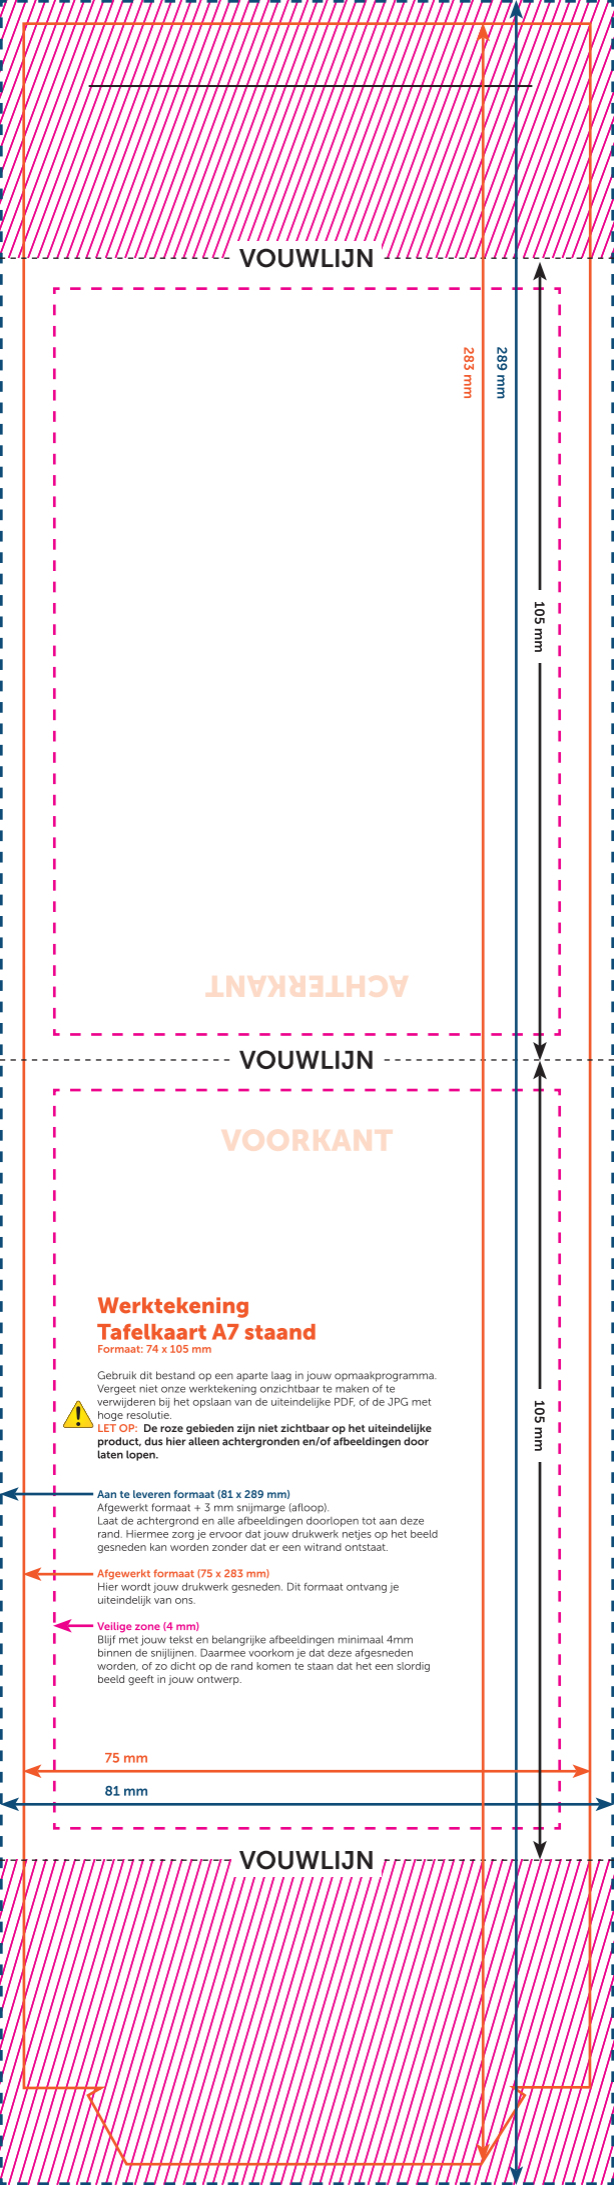 VOUWLIJN
283 mm
289 mm
105 mm
ACHTERKANT
VOUWLIJN
VOORKANT
Werktekening
Tafelkaart A7 staand
Formaat: 74 x 105 mm
Gebruik dit bestand op een aparte laag in jouw opmaakprogramma.
Vergeet niet onze werktekening onzichtbaar te maken of te
verwijderen bij het opslaan van de uiteindelijke PDF, of de JPG met
hoge resolutie.
LET OP: De roze gebieden zijn niet zichtbaar op het uiteindelijke
product, dus hier alleen achtergronden en/of afbeeldingen door
laten lopen.
105 mm
Aan te leveren formaat (81 x 289 mm)
Afgewerkt formaat + 3 mm snijmarge (afloop).
Laat de achtergrond en alle afbeeldingen doorlopen tot aan deze
rand. Hiermee zorg je ervoor dat jouw drukwerk netjes op het beeld
gesneden kan worden zonder dat er een witrand ontstaat.
Afgewerkt formaat (75 x 283 mm)
Hier wordt jouw drukwerk gesneden. Dit formaat ontvang je
uiteindelijk van ons.
Veilige zone (4 mm)
Blijf met jouw tekst en belangrijke afbeeldingen minimaal 4mm
binnen de snijlijnen. Daarmee voorkom je dat deze afgesneden
worden, of zo dicht op de rand komen te staan dat het een slordig
beeld geeft in jouw ontwerp.
75 mm
81 mm
VOUWLIJN